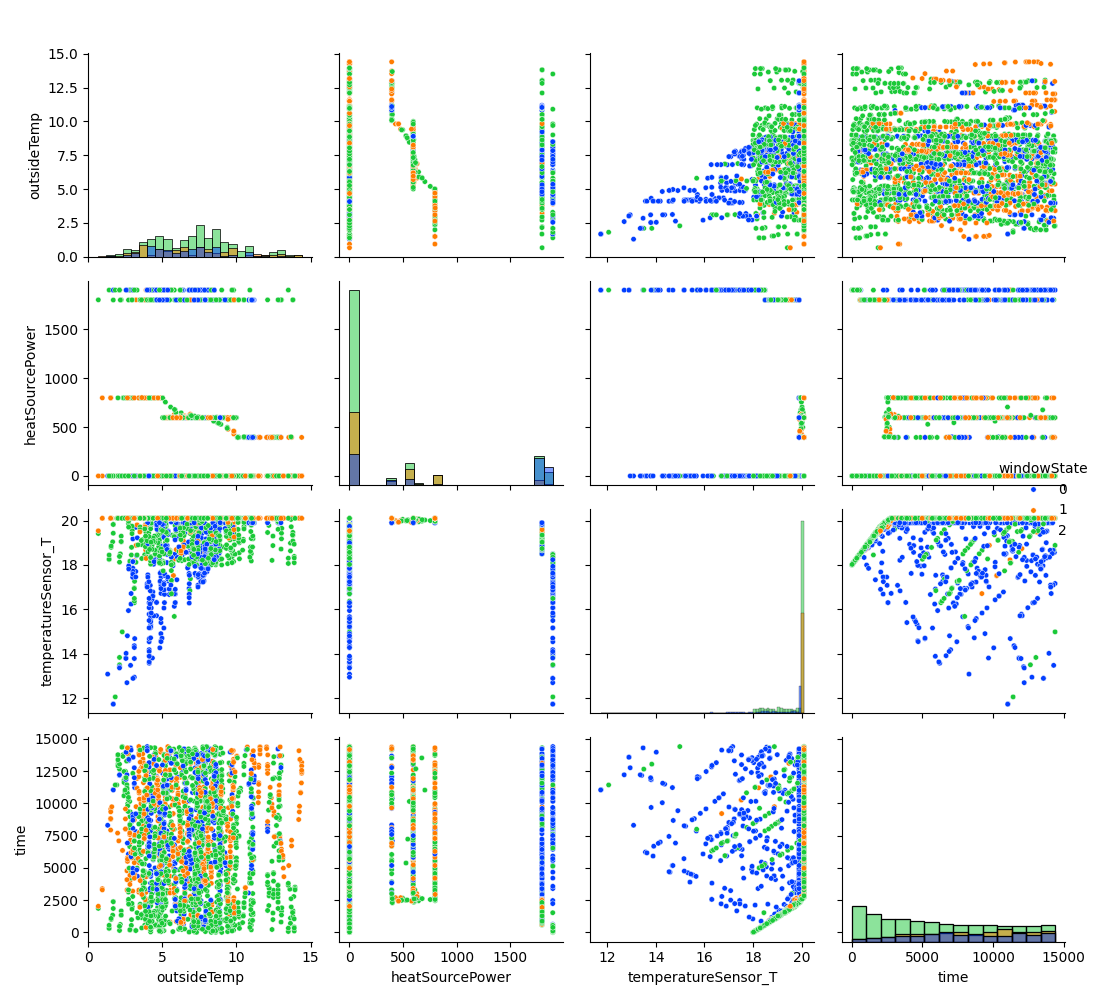 15.0
12.5
10.0
7.5
5.0
2.5
0.0
outsideTemp
1500
1000
500
0
heatSourcePower
windowState
0
1
2
20
18
16
14
12
temperatureSensor_T
15000
12500
10000
7500
5000
2500
0
time
0 5 10 15
outsideTemp
0 500 1000 1500
heatSourcePower
12 14 16 18 20
temperatureSensor_T
0 5000 10000 15000
time